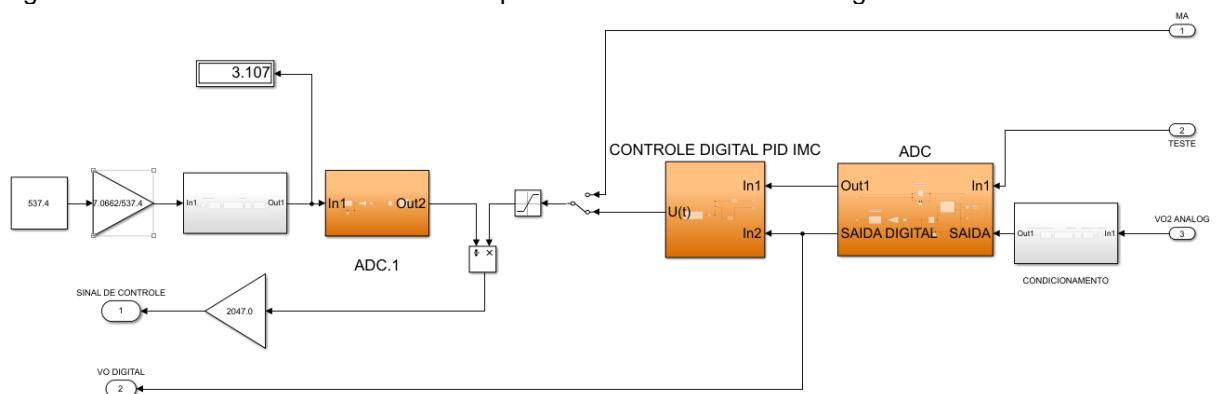 MA
1
3.107
2
TESTE
CONTROLE DIGITAL PID IMC
ADC
537.4
7.0662/537.4
In1 Out1
In1 Out2
ADC.1
In1
U(t)
In2
Out1 In1
SAIDA DIGITAL SAIDA
Out1 In1
VO2 ANALOG
3
CONDICIONAMENTO
÷ ×
SINAL DE CONTROLE
1
2047.0
VO DIGITAL
2